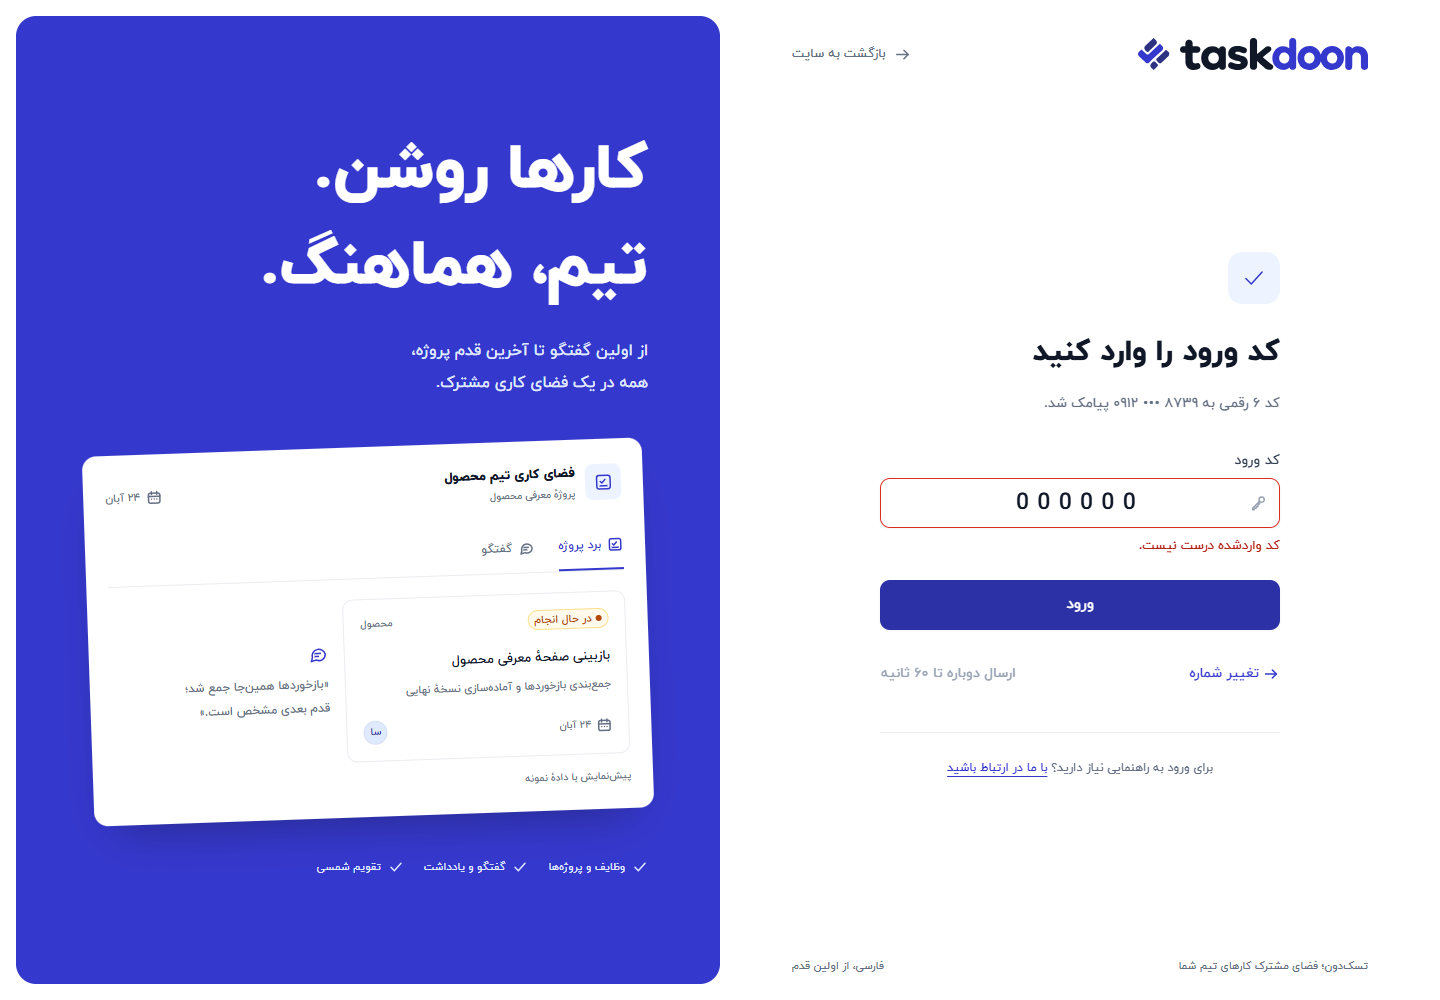 taskdoon
بازگشت به سایت
کد ورود را وارد کنید
کد ۶ رقمی به ۰۹۱۲ ••• ۸۷۳۹ پیامک شد.
کد ورود
000000
کد واردشده درست نیست.
ورود
تغییر شماره
ارسال دوباره تا ۶۰ ثانیه
برای ورود به راهنمایی نیاز دارید؟ با ما در ارتباط باشید
تسک‌دون؛ فضای مشترک کارهای تیم شما
فارسی، از اولین قدم
کارها روشن.
تیم، هماهنگ.
از اولین گفتگو تا آخرین قدم پروژه،
همه در یک فضای کاری مشترک.
فضای کاری تیم محصول
پروژهٔ معرفی محصول
۲۴ آبان
برد پروژه
گفتگو
در حال انجام
محصول
بازبینی صفحهٔ معرفی محصول
جمع‌بندی بازخوردها و آماده‌سازی نسخهٔ نهایی
۲۴ آبان
سا
«بازخوردها همین‌جا جمع شد؛
قدم بعدی مشخص است.»
پیش‌نمایش با دادهٔ نمونه
وظایف و پروژه‌ها
گفتگو و یادداشت
تقویم شمسی